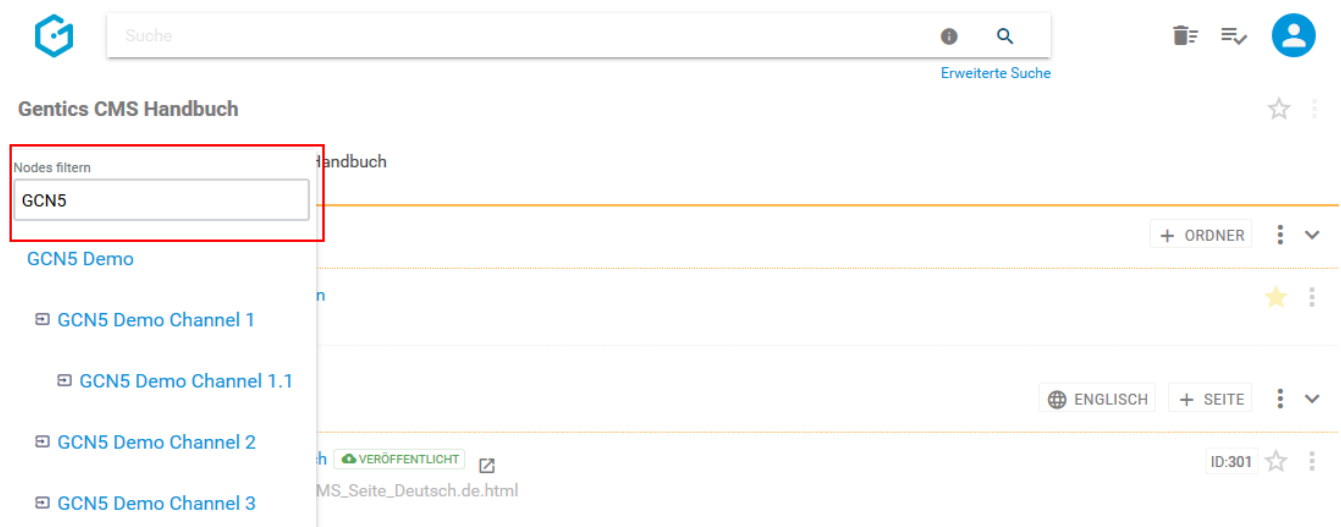 Suche
Erweiterte Suche
Gentics CMS Handbuch
Handbuch
Nodes filtern
GCN5
+ ORDNER
GCN5 Demo
n
GCN5 Demo Channel 1
GCN5 Demo Channel 1.1
ENGLISCH + SEITE
GCN5 Demo Channel 2
ch VERÖFFENTLICHT ID:301
MS_Seite_Deutsch.de.html
GCN5 Demo Channel 3